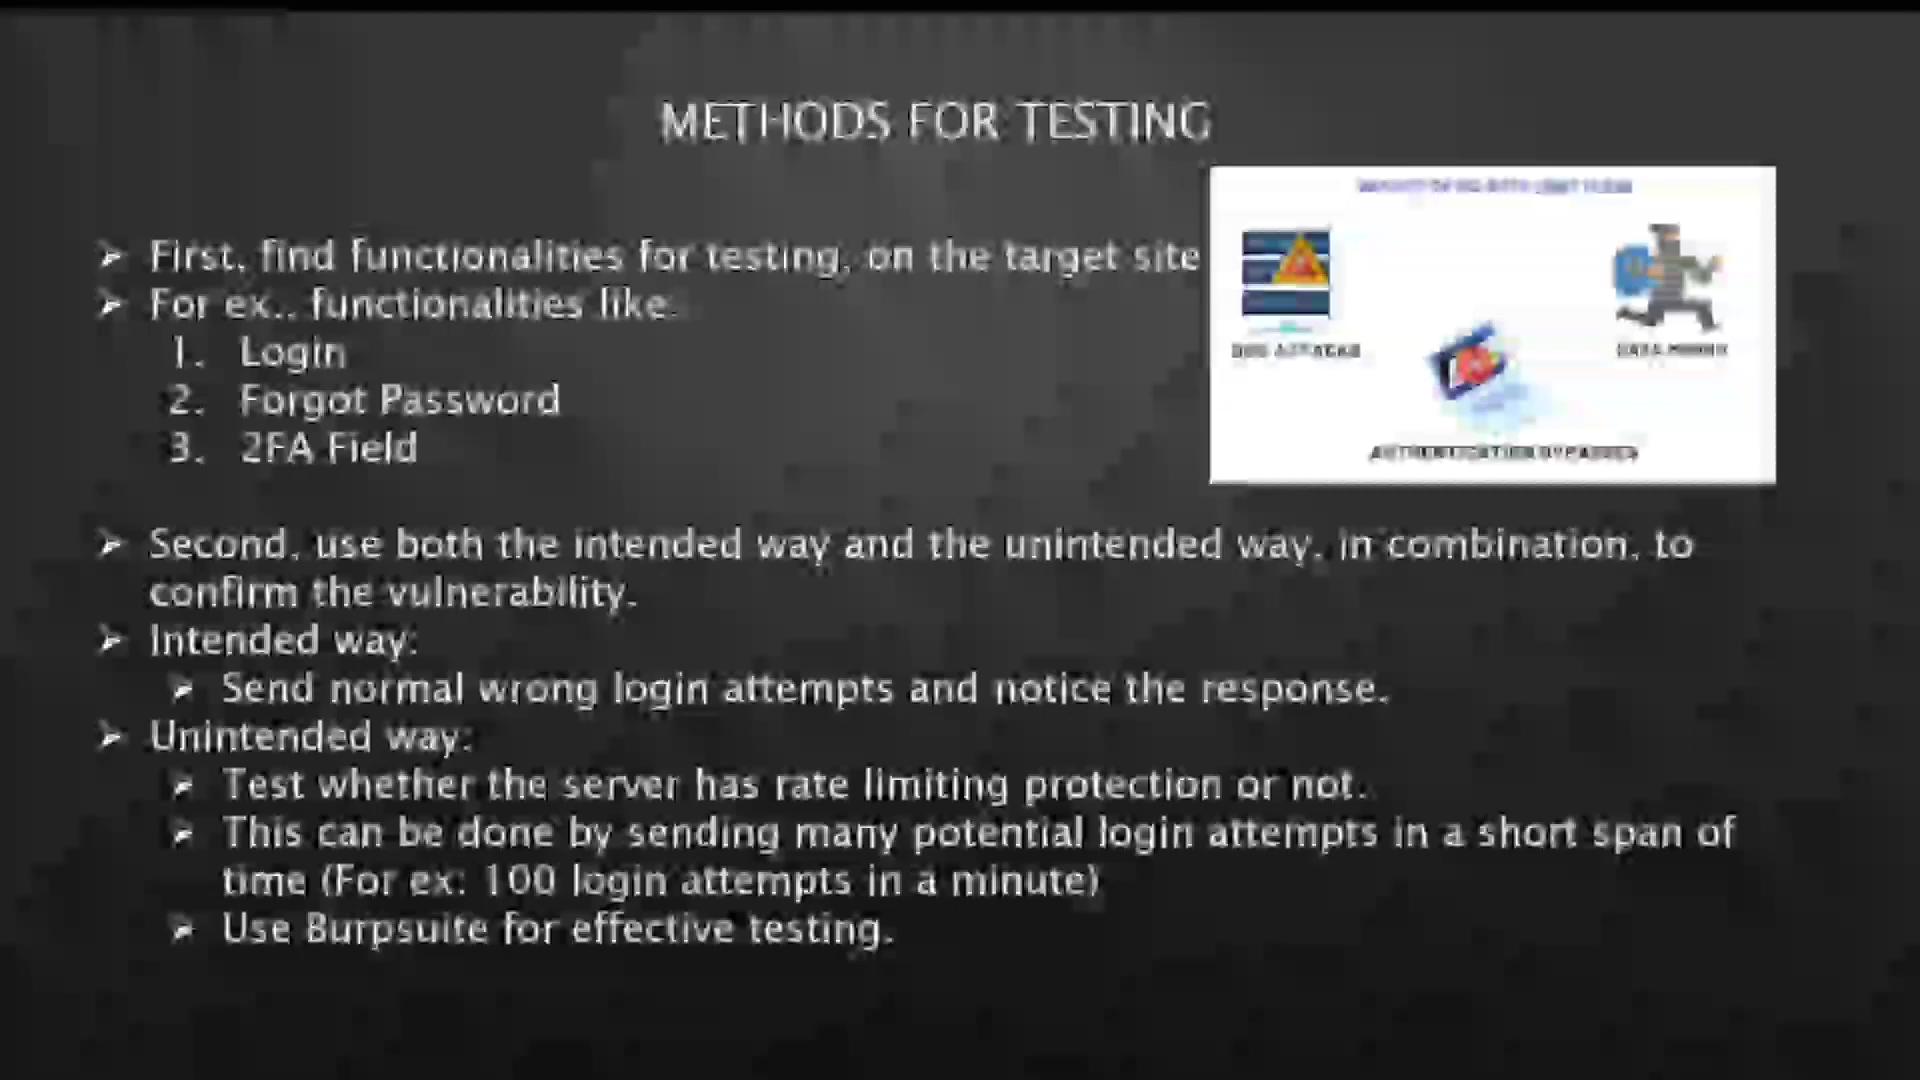 METHODS FOR TESTING
➢ First, find functionalities for testing, on the target site
➢ For ex., functionalities like:
1. Login
2. Forgot Password
3. 2FA Field
DOS ATTACKS
AUTHENTICATION BYPASSES
➢ Second, use both the intended way and the unintended way, in combination, to
confirm the vulnerability.
➢ Intended way:
➢ Send normal wrong login attempts and notice the response.
➢ Unintended way:
➢ Test whether the server has rate limiting protection or not.
➢ This can be done by sending many potential login attempts in a short span of
time (For ex: 100 login attempts in a minute)
➢ Use Burpsuite for effective testing.